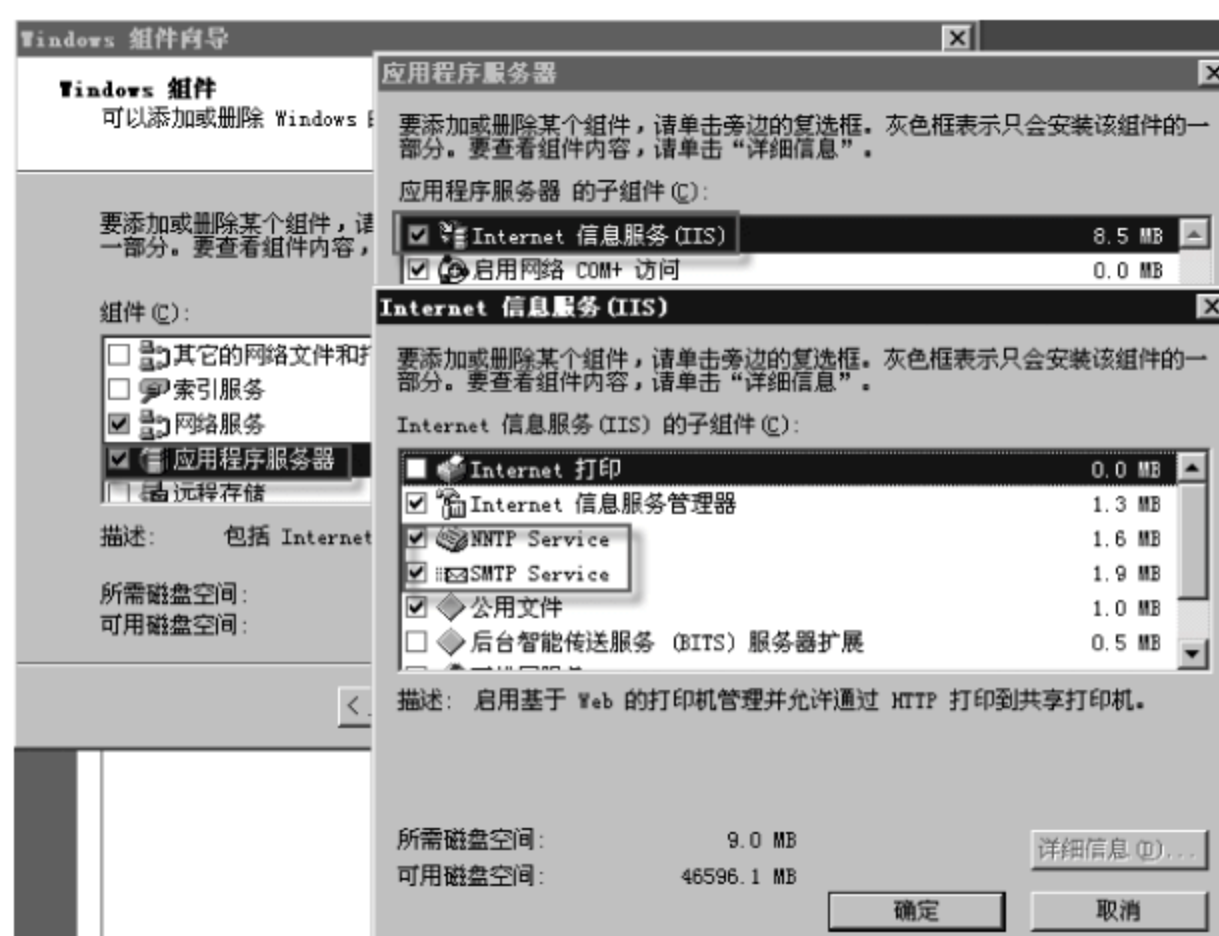 Windows 组件向导
Windows 组件
可以添加或删除 Windows
要添加或删除某个组件，请
一部分。要查看组件内容，
组件(C):
其它的网络文件和打
索引服务
网络服务
应用程序服务器
远程存储
描述: 包括 Internet
所需磁盘空间:
可用磁盘空间:
<
应用程序服务器
要添加或删除某个组件，请单击旁边的复选框。灰色框表示只会安装该组件的一
部分。要查看组件内容，请单击“详细信息”。
应用程序服务器 的子组件(C):
Internet 信息服务(IIS) 8.5 MB
启用网络 COM+ 访问 0.0 MB
Internet 信息服务(IIS)
要添加或删除某个组件，请单击旁边的复选框。灰色框表示只会安装该组件的一
部分。要查看组件内容，请单击“详细信息”。
Internet 信息服务(IIS) 的子组件(C):
Internet 打印 0.0 MB
Internet 信息服务管理器 1.3 MB
NNTP Service 1.6 MB
SMTP Service 1.9 MB
公用文件 1.0 MB
后台智能传送服务 (BITS) 服务器扩展 0.5 MB
描述: 启用基于 Web 的打印机管理并允许通过 HTTP 打印到共享打印机。
所需磁盘空间: 9.0 MB
可用磁盘空间: 46596.1 MB
详细信息(D)...
确定
取消